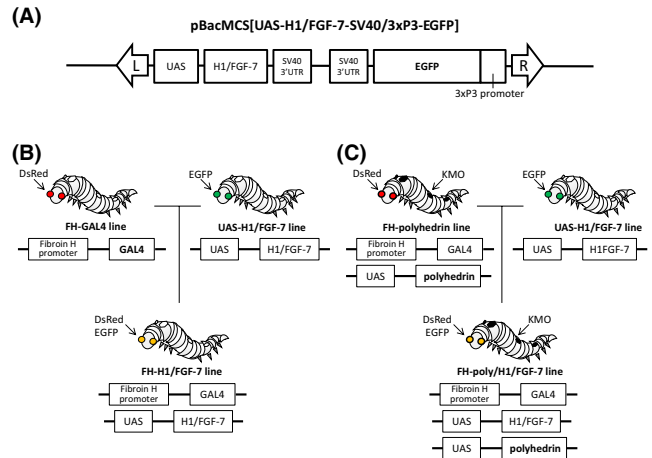 (A)
pBacMCS[UAS-H1/FGF-7-SV40/3xP3-EGFP]
L
UAS
H1/FGF-7
SV40
3'UTR
SV40
3'UTR
EGFP
R
3xP3 promoter
(B)
DsRed
EGFP
FH-GAL4 line
UAS-H1/FGF-7 line
Fibroin H
promoter
GAL4
UAS
H1/FGF-7
DsRed
EGFP
FH-H1/FGF-7 line
Fibroin H
promoter
GAL4
UAS
H1/FGF-7
(C)
DsRed
KMO
EGFP
FH-polyhedrin line
UAS-H1/FGF-7 line
Fibroin H
promoter
GAL4
UAS
H1FGF-7
UAS
polyhedrin
DsRed
EGFP
KMO
FH-poly/H1/FGF-7 line
Fibroin H
promoter
GAL4
UAS
H1/FGF-7
UAS
polyhedrin